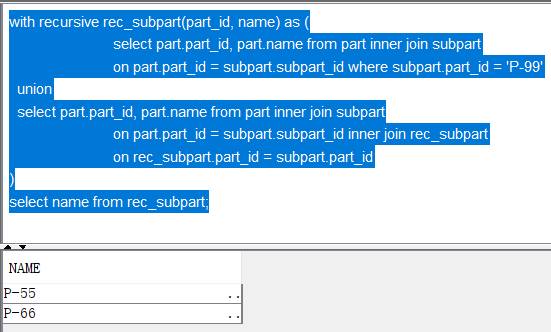 with recursive rec_subpart(part_id, name) as (
select part.part_id, part.name from part inner join subpart
on part.part_id = subpart.subpart_id where subpart.part_id = 'P-99'
union
select part.part_id, part.name from part inner join subpart
on part.part_id = subpart.subpart_id inner join rec_subpart
on rec_subpart.part_id = subpart.part_id
)
select name from rec_subpart;
NAME
P-55 ..
P-66 ..